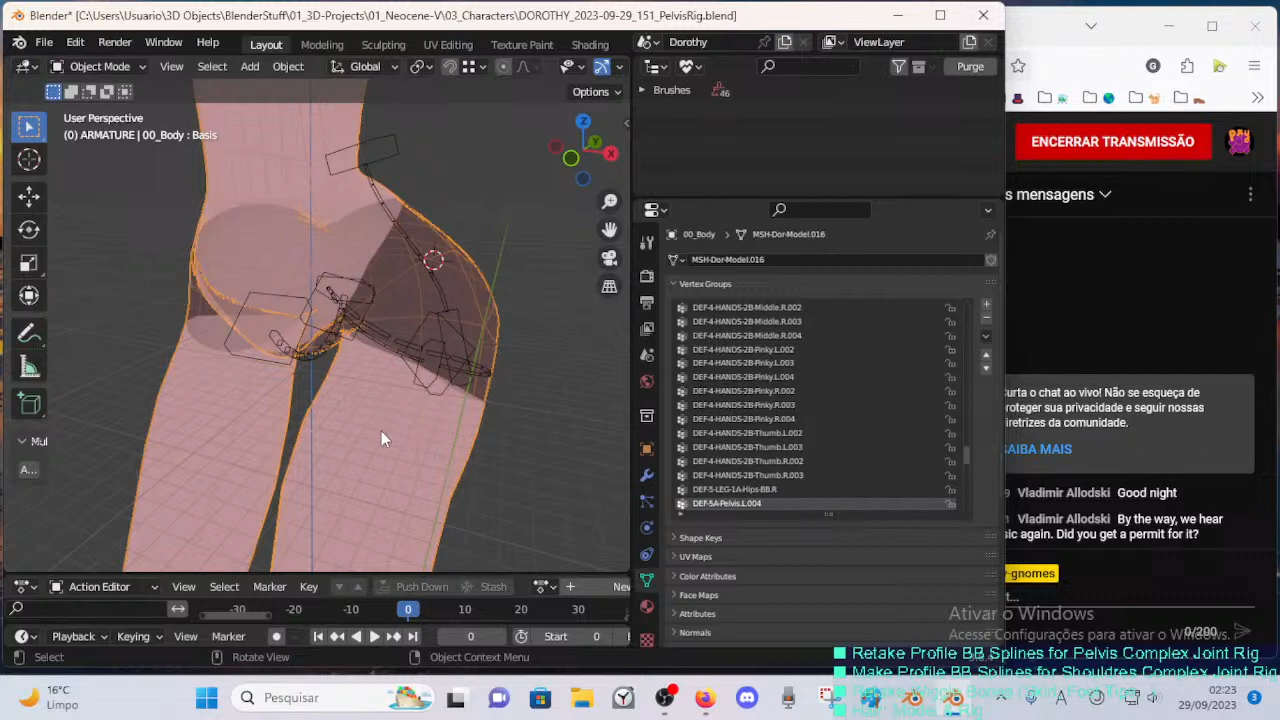 Blender* [C:\Users\Usuario\3D Objects\BlenderStuff\01_3D-Projects\01_Neocene-V\03_Characters\DOROTHY_2023-09-29_151_PelvisRig.blend]
File Edit Render Window Help Layout Modeling Sculpting UV Editing Texture Paint Shading Dorothy ViewLayer
Object Mode View Select Add Object Global Purge
Options
Brushes 46
User Perspective
(0) ARMATURE | 00_Body : Basis
Z
Y
X
ENCERRAR TRANSMISSÃO
s mensagens
00_Body MSH-Dor-Model.016
MSH-Dor-Model.016
Vertex Groups
DEF-4-HANDS-2B-Middle.R.002
DEF-4-HANDS-2B-Middle.R.003
DEF-4-HANDS-2B-Middle.R.004
DEF-4-HANDS-2B-Pinky.L.002
DEF-4-HANDS-2B-Pinky.L.003
DEF-4-HANDS-2B-Pinky.L.004
DEF-4-HANDS-2B-Pinky.R.002
DEF-4-HANDS-2B-Pinky.R.003
DEF-4-HANDS-2B-Pinky.R.004
DEF-4-HANDS-2B-Thumb.L.002
DEF-4-HANDS-2B-Thumb.L.003
DEF-4-HANDS-2B-Thumb.R.002
DEF-4-HANDS-2B-Thumb.R.003
DEF-5-LEG-1A-Hips-BB.R
DEF-5A-Pelvis.L.004
Shape Keys
UV Maps
Color Attributes
Face Maps
Attributes
Normals
Mul
A...
urta o chat ao vivo! Não se esqueça de
roteger sua privacidade e seguir nossas
iretrizes da comunidade.
SAIBA MAIS
9 Vladimir Allodski Good night
Vladimir Allodski By the way, we hear
sic again. Did you get a permit for it?
-gnomes
t...
0/200
Action Editor View Select Marker Key Push Down Stash New
-30 -20 -10 0 10 20 30
Playback Keying View Marker 0 Start 0
Select Rotate View Object Context Menu
Ativar o Windows
Acesse Configurações para ativar o Windows.
Retake Profile BB Splines for Pelvis Complex Joint Rig
Make Profile BB Splines for Shouldres Complex Joint Rig
16°C
Limpo
Pesquisar
02:23
29/09/2023
3